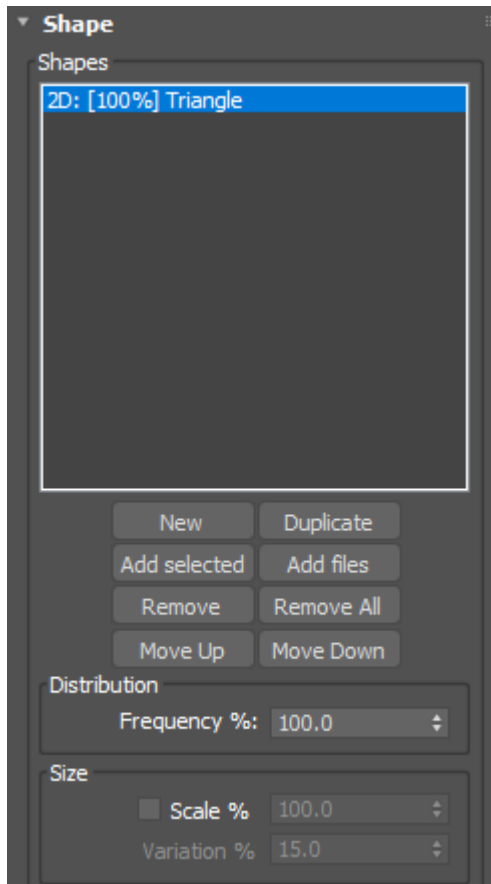 Shape
Shapes
2D: [100%] Triangle
New Duplicate
Add selected Add files
Remove Remove All
Move Up Move Down
Distribution
Frequency %: 100.0
Size
Scale % 100.0
Variation % 15.0